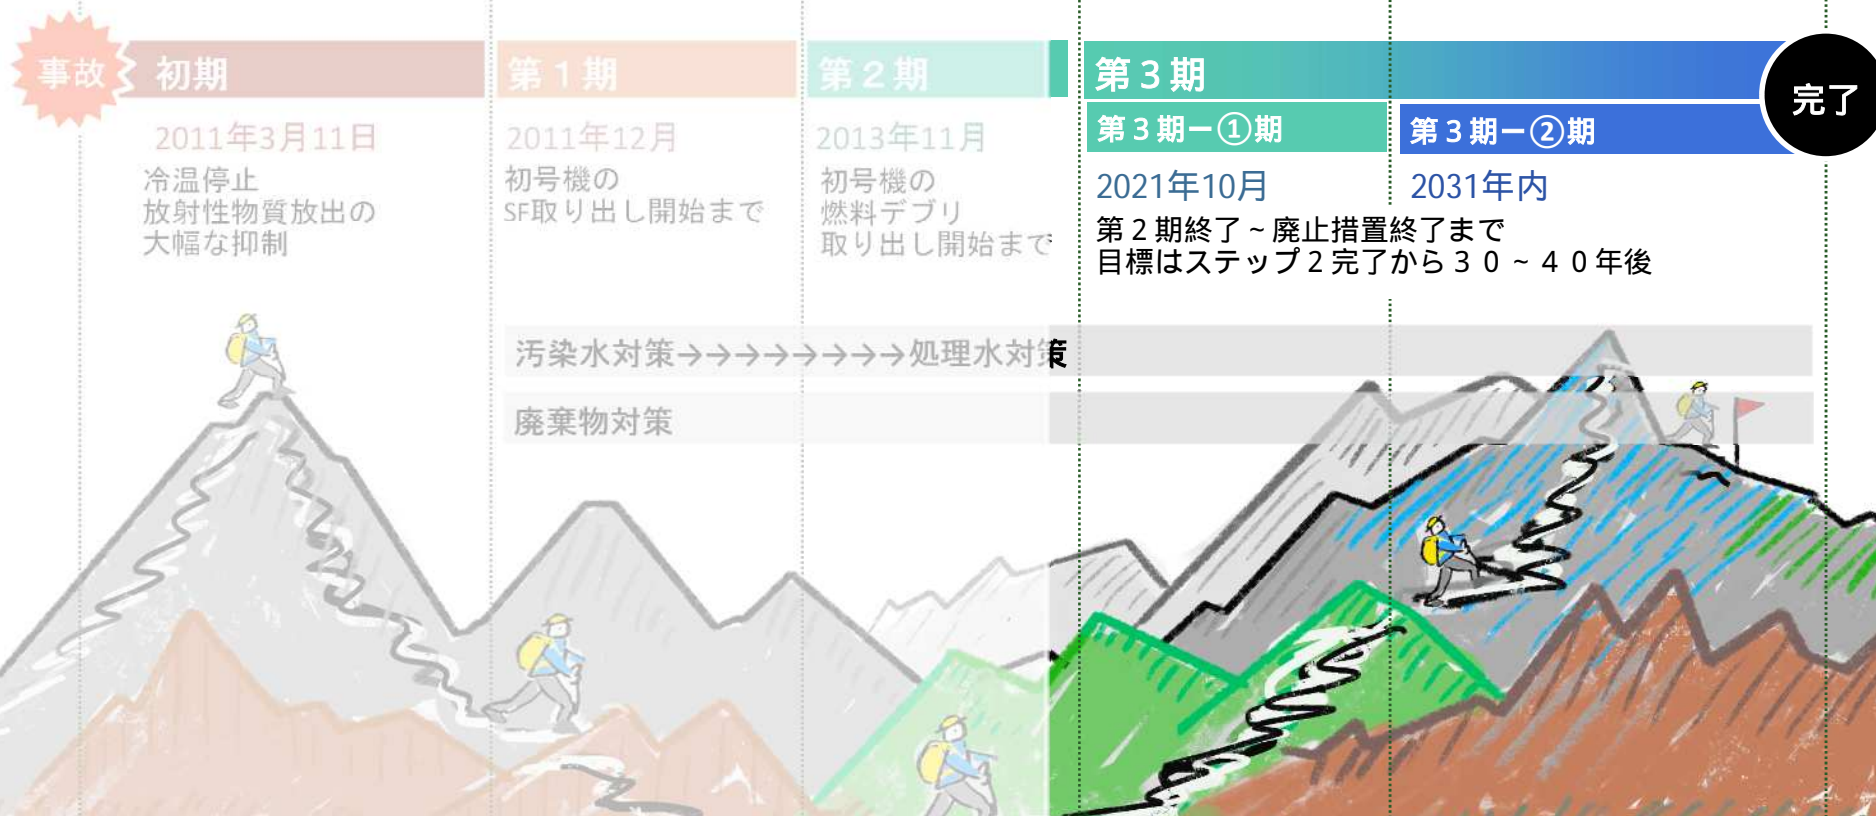 事故
初期
第1期
第2期
第3期
完了
第3期ー①期
第3期ー②期
2011年3月11日
2011年12月
2013年11月
2021年10月
2031年内
冷温停止
放射性物質放出の
大幅な抑制
初号機の
SF取り出し開始まで
初号機の
燃料デブリ
取り出し開始まで
第2期終了~廃止措置終了まで
目標はステップ2完了から30~40年後
汚染水対策→→→→→→→→処理水対策
廃棄物対策